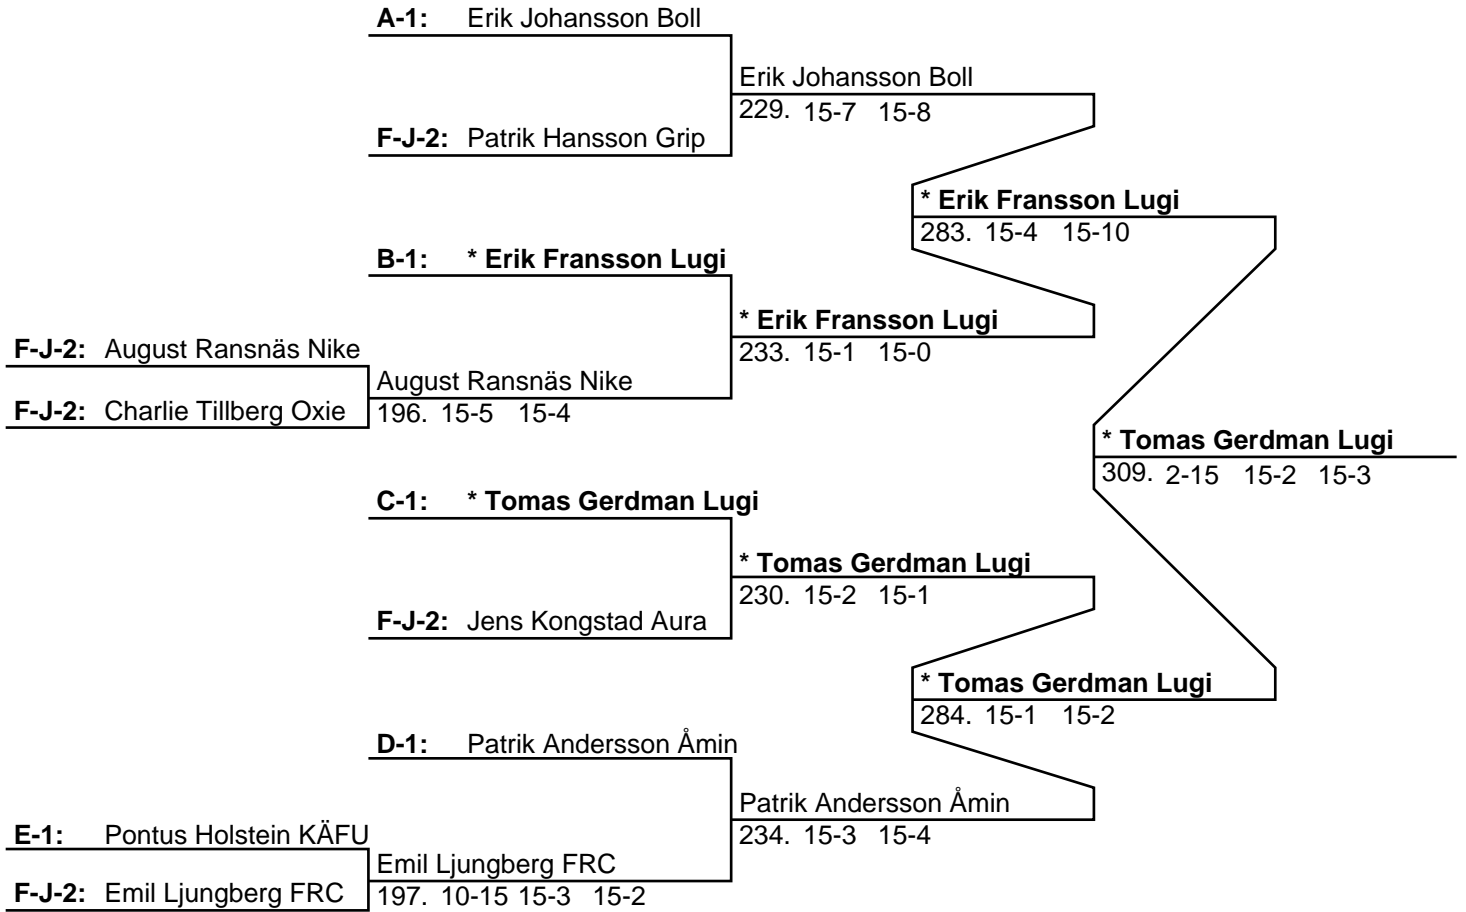 A-1: Erik Johansson Boll
Erik Johansson Boll
229. 15-7 15-8
F-J-2: Patrik Hansson Grip
* Erik Fransson Lugi
283. 15-4 15-10
B-1: * Erik Fransson Lugi
* Erik Fransson Lugi
233. 15-1 15-0
F-J-2: August Ransnäs Nike
August Ransnäs Nike
196. 15-5 15-4
F-J-2: Charlie Tillberg Oxie
* Tomas Gerdman Lugi
309. 2-15 15-2 15-3
C-1: * Tomas Gerdman Lugi
* Tomas Gerdman Lugi
230. 15-2 15-1
F-J-2: Jens Kongstad Aura
* Tomas Gerdman Lugi
284. 15-1 15-2
D-1: Patrik Andersson Åmin
Patrik Andersson Åmin
234. 15-3 15-4
E-1: Pontus Holstein KÄFU
Emil Ljungberg FRC
197. 10-15 15-3 15-2
F-J-2: Emil Ljungberg FRC